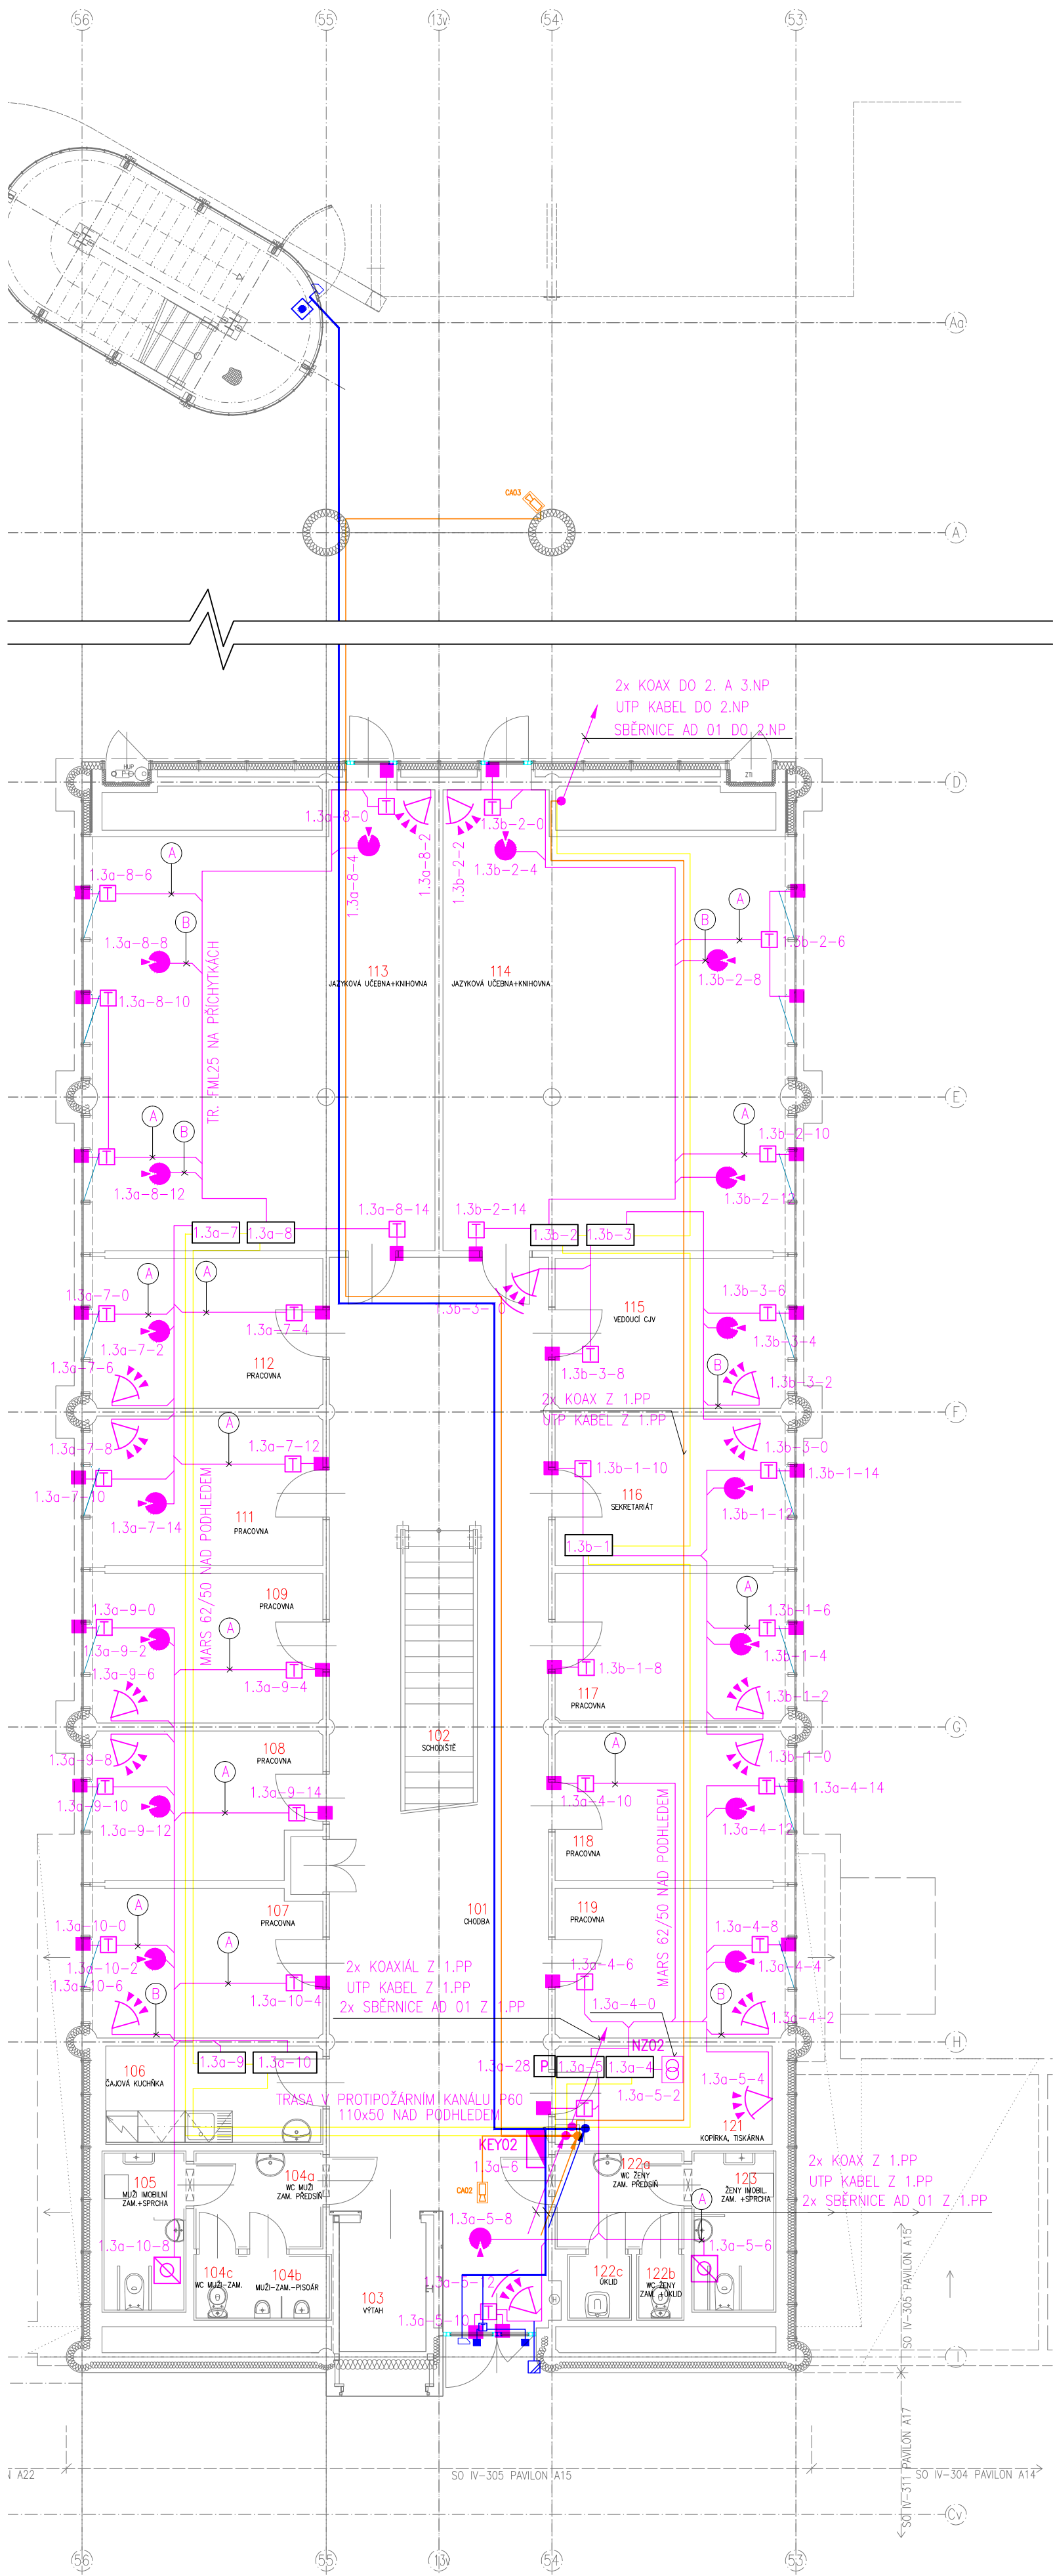 56
55
13v
54
53
Aa
CA03
A
2x KOAX DO 2. A 3.NP
UTP KABEL DO 2.NP
SBĚRNICE AD 01 DO 2.NP
HUP
ZTI
D
1.3a-8-0
1.3a-8-2
1.3a-8-4
1.3b-2-0
1.3b-2-2
1.3b-2-4
A
1.3a-8-6
B
1.3a-8-8
1.3a-8-10
TR. FML25 NA PŘÍCHYTKÁCH
113
JAZYKOVÁ UČEBNA+KNIHOVNA
114
JAZYKOVÁ UČEBNA+KNIHOVNA
A
B
1.3b-2-6
1.3b-2-8
E
A
B
1.3a-8-12
A
1.3b-2-10
1.3b-2-12
1.3a-8-14
1.3b-2-14
1.3a-7
1.3a-8
1.3b-2
1.3b-3
A
A
1.3a-7-0
1.3a-7-2
1.3a-7-4
1.3a-7-6
112
PRACOVNA
1.3b-3-10
115
VEDOUCÍ CJV
1.3b-3-6
1.3b-3-4
1.3b-3-8
B
1.3b-3-2
2x KOAX Z 1.PP
UTP KABEL Z 1.PP
F
1.3a-7-8
A
1.3a-7-12
1.3a-7-10
1.3a-7-14
111
PRACOVNA
MARS 62/50 NAD PODHLEDEM
1.3b-3-0
1.3b-1-10
1.3b-1-14
116
SEKRETARIÁT
1.3b-1-12
1.3b-1
109
PRACOVNA
1.3a-9-0
A
1.3a-9-2
1.3a-9-6
1.3a-9-4
A
1.3b-1-6
1.3b-1-4
1.3b-1-8
117
PRACOVNA
1.3b-1-2
G
102
SCHODIŠTĚ
108
PRACOVNA
1.3a-9-8
A
1.3a-9-14
1.3a-9-10
1.3a-9-12
A
1.3a-4-10
1.3b-1-0
1.3a-4-14
1.3a-4-12
118
PRACOVNA
MARS 62/50 NAD PODHLEDEM
107
PRACOVNA
101
CHODBA
119
PRACOVNA
A
1.3a-10-0
1.3a-10-2
1.3a-10-6
A
1.3a-10-4
B
2x KOAXIÁL Z 1.PP
UTP KABEL Z 1.PP
2x SBĚRNICE AD 01 Z 1.PP
1.3a-4-6
1.3a-4-8
1.3a-4-4
B
1.3a-4-2
1.3a-4-0
H
NZ02
1.3a-9
1.3a-10
1.3a-28
P
1.3a-5
1.3a-4
1.3a-5-2
1.3a-5-4
106
ČAJOVÁ KUCHŇKA
TRASA V PROTIPOŽÁRNÍM KANÁLU P60
110x50 NAD PODHLEDEM
121
KOPÍRKA, TISKÁRNA
KEY02
1.3a-6
CA02
105
MUŽI IMOBILNÍ
ZAM.+SPRCHA
104a
WC MUŽI
ZAM. PŘEDSÍŇ
122a
WC ŽENY
ZAM. PŘEDSÍŇ
123
ŽENY IMOBIL.
ZAM. +SPRCHA
2x KOAX Z 1.PP
UTP KABEL Z 1.PP
2x SBĚRNICE AD 01 Z 1.PP
A
1.3a-5-8
1.3a-5-6
1.3a-10-8
104c
WC MUŽI-ZAM.
104b
MUŽI-ZAM.-PISOÁR
103
VÝTAH
1.3a-5-12
1.3a-5-10
H
122c
ÚKLID
122b
WC ŽENY
ZAM. +ÚKLID
SO IV-305 PAVILON A15
I
SO IV-311 PAVILON A17
A22
SO IV-305 PAVILON A15
SO IV-304 PAVILON A14
Cv
56
55
13v
54
53